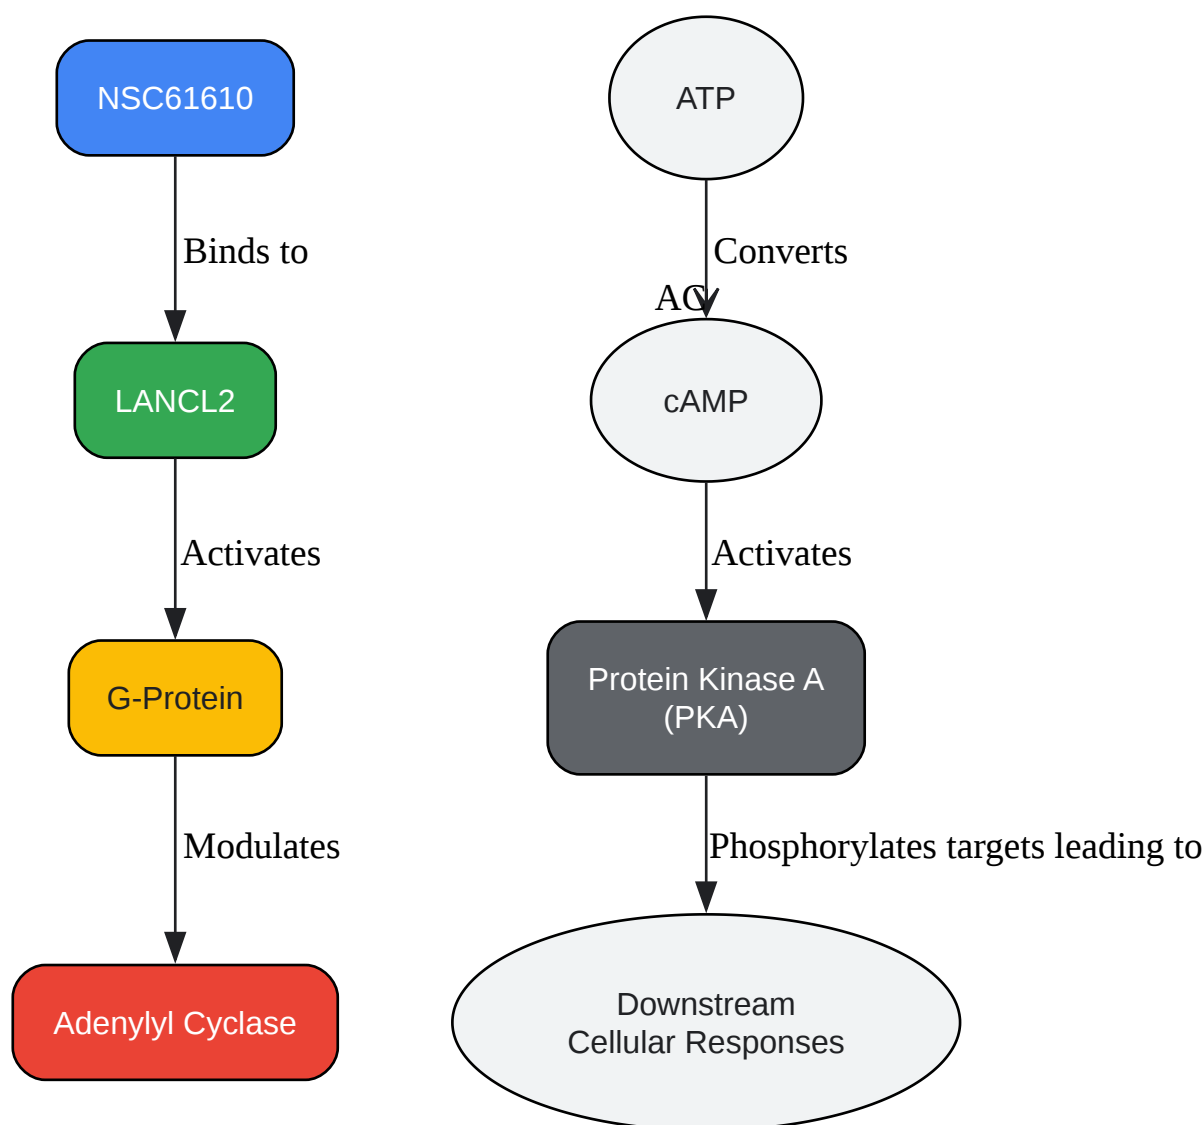 NSC61610
Binds to
LANCL2
Activates
G-Protein
Modulates
Adenylyl Cyclase
ATP
Converts
AC
cAMP
Activates
Protein Kinase A
(PKA)
Phosphorylates targets leading to
Downstream
Cellular Responses